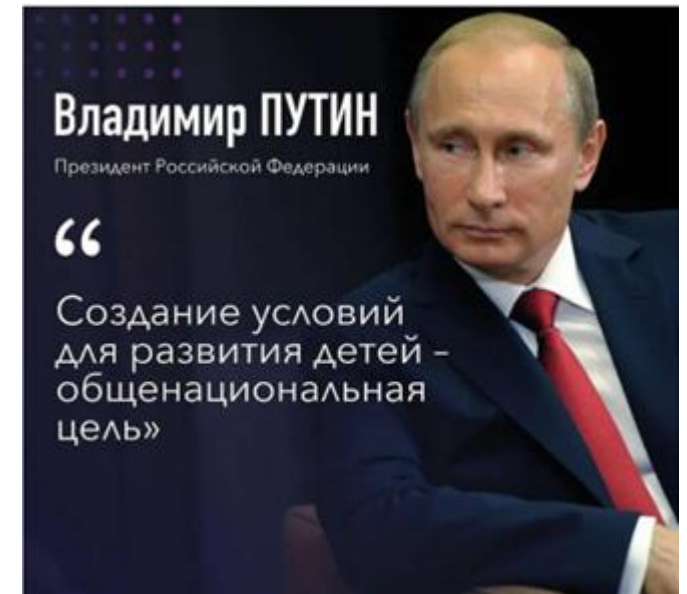 Владимир ПУТИН
Президент Российской Федерации
“
Создание условий
для развития детей –
общенациональная
цель»